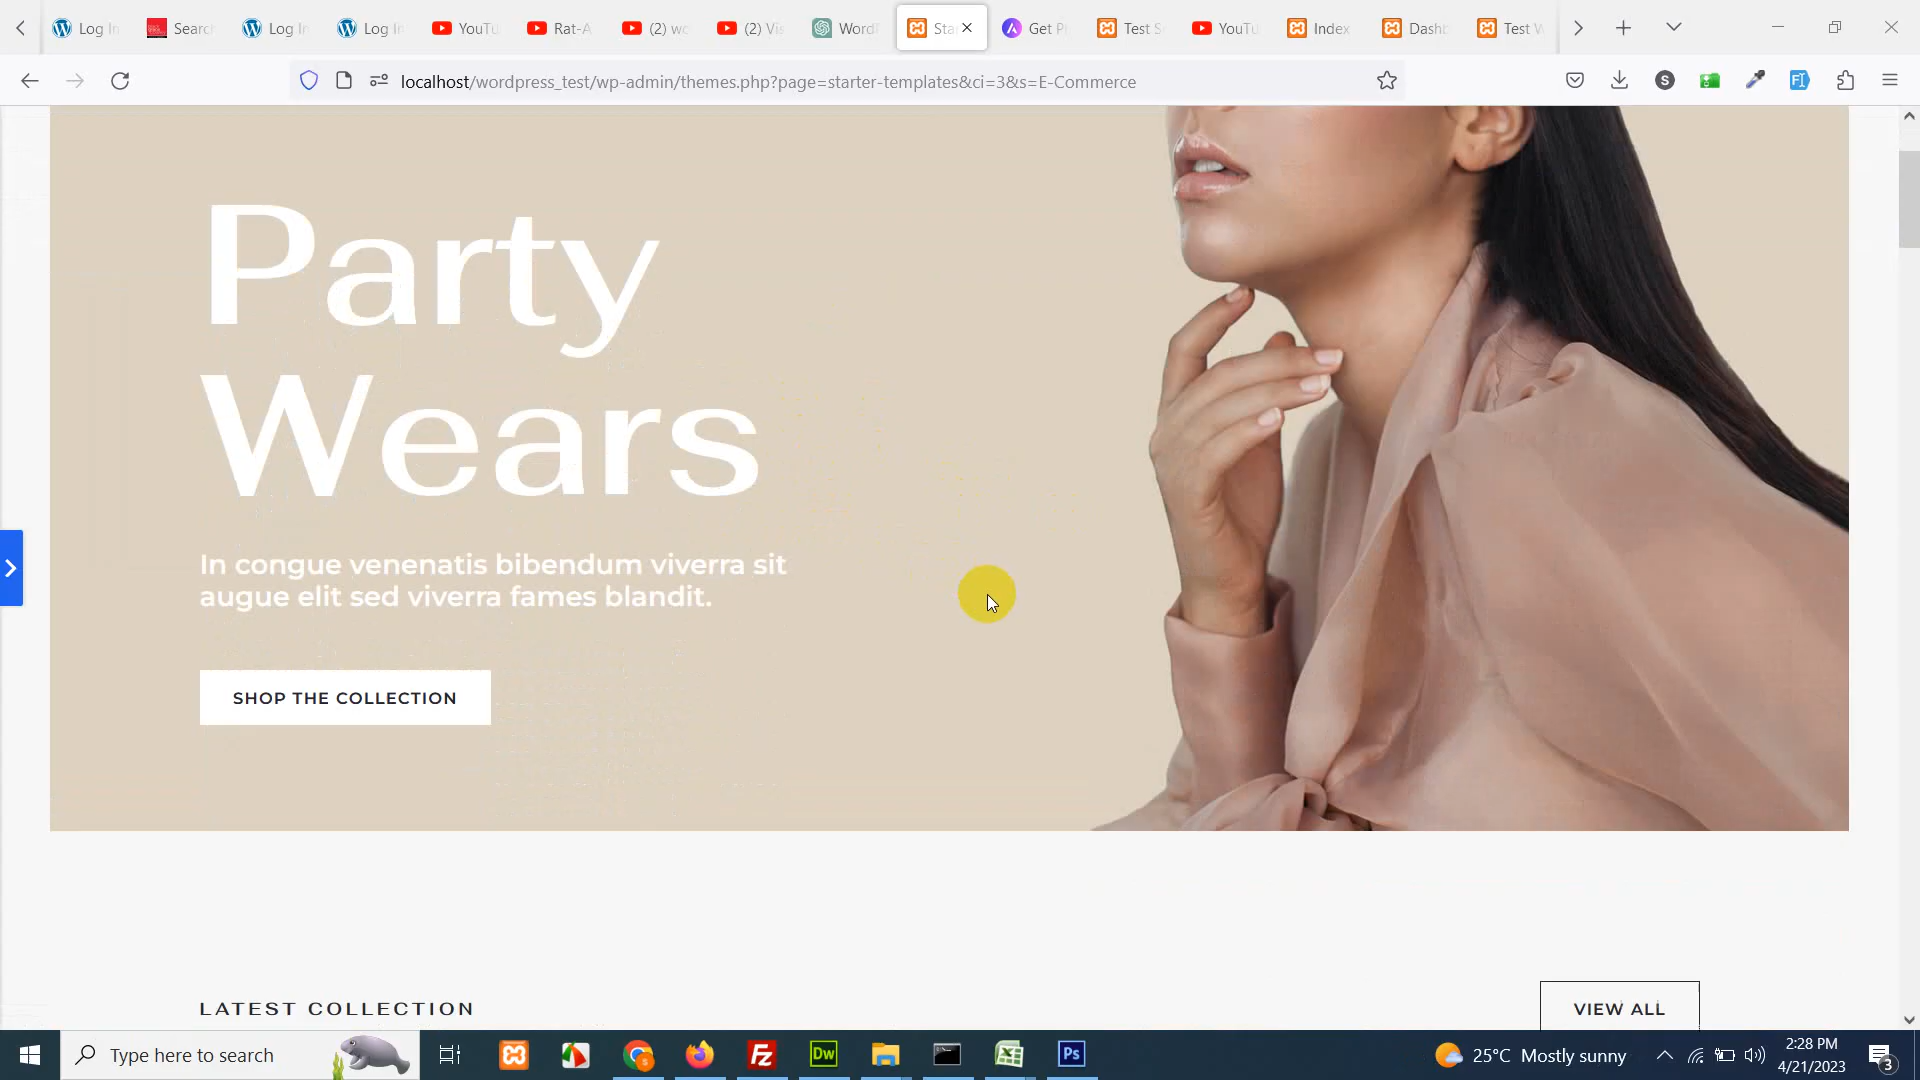 Log In
Search
Log In
Log In
YouTu
Rat-A
(2) wo
(2) Vis
WordP
Sta
Get P
Test S
YouTu
Index
Dashb
Test W
localhost/wordpress_test/wp-admin/themes.php?page=starter-templates&ci=3&s=E-Commerce
Party
Wears
In congue venenatis bibendum viverra sit
augue elit sed viverra fames blandit.
SHOP THE COLLECTION
LATEST COLLECTION
VIEW ALL
Type here to search
25°C Mostly sunny
2:28 PM
4/21/2023
3